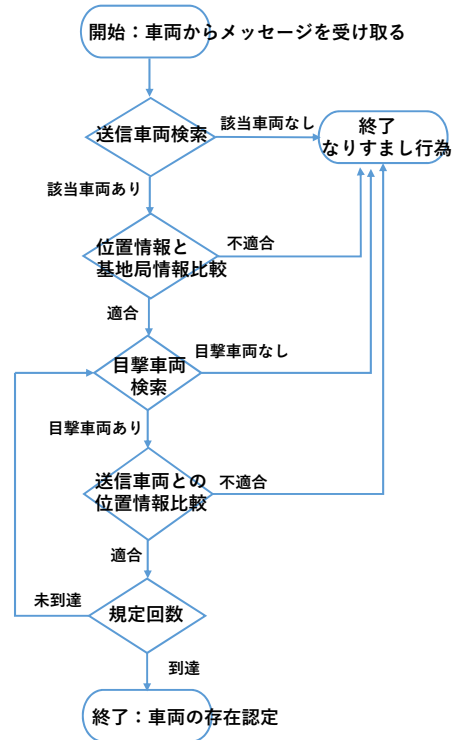 開始：車両からメッセージを受け取る
送信車両検索
該当車両なし
終了
なりすまし行為
該当車両あり
位置情報と
基地局情報比較
不適合
適合
目撃車両
検索
目撃車両なし
目撃車両あり
送信車両との
位置情報比較
不適合
適合
未到達
規定回数
到達
終了：車両の存在認定